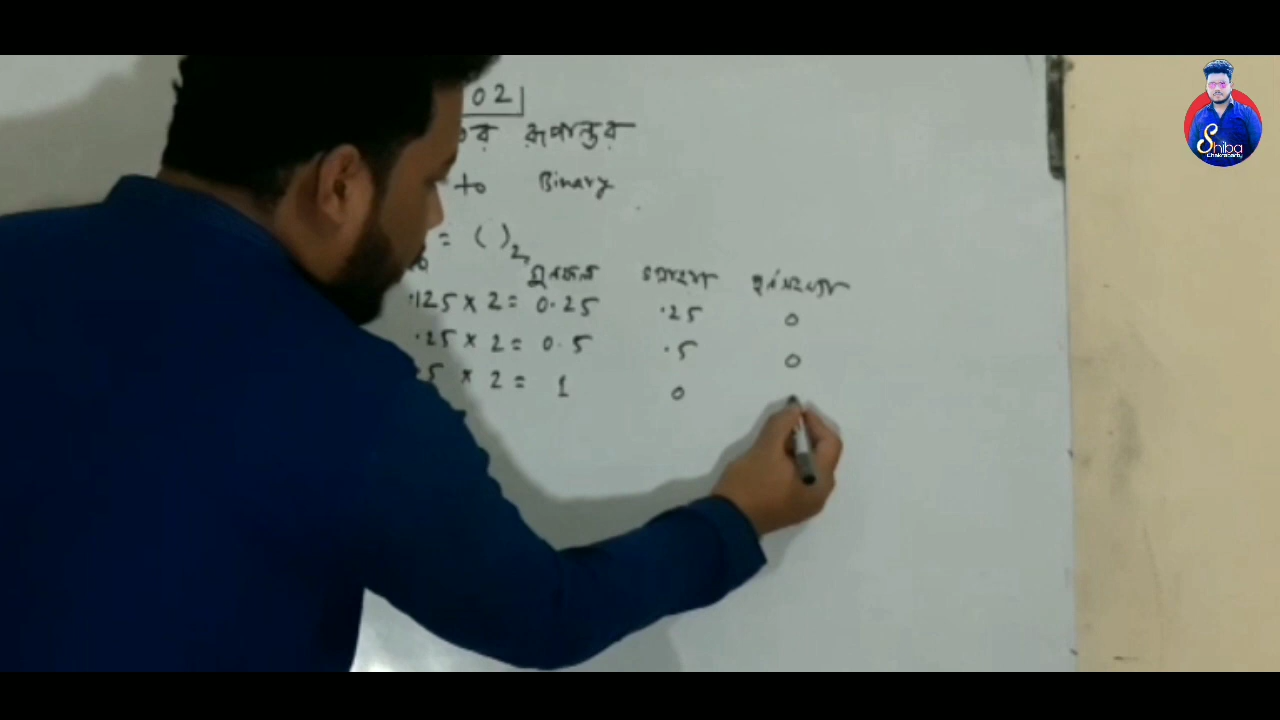 02
রূপান্তর
to Binary
= ( )₂
গুণফল ভগ্নাংশ পূর্ণসংখ্যা
.125 × 2 = 0.25 .25 0
.25 × 2 = 0.5 .5 0
.5 × 2 = 1 0
Shiba
Chakraborty